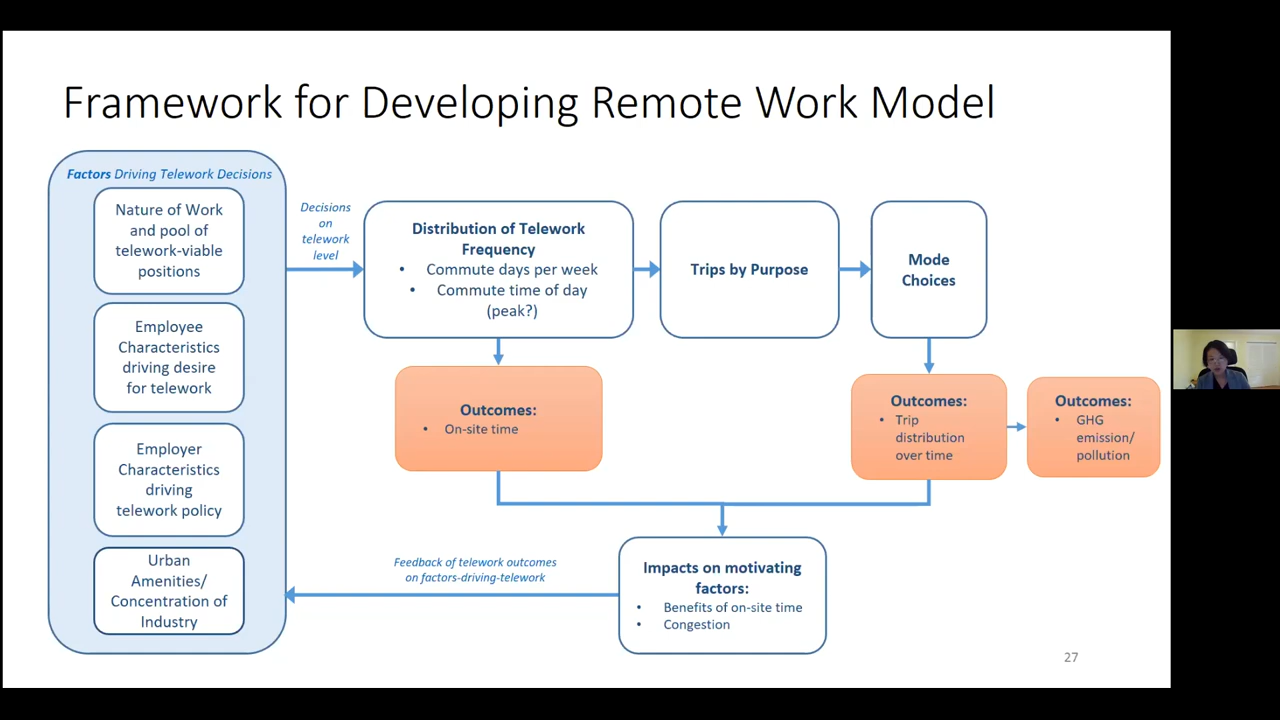 Framework for Developing Remote Work Model
Factors Driving Telework Decisions
Nature of Work
and pool of
telework-viable
positions
Employee
Characteristics
driving desire
for telework
Employer
Characteristics
driving
telework policy
Urban
Amenities/
Concentration of
Industry
Decisions
on
telework
level
Distribution of Telework
Frequency
• Commute days per week
• Commute time of day
(peak?)
Trips by Purpose
Mode
Choices
Outcomes:
• On-site time
Outcomes:
• Trip
distribution
over time
Outcomes:
• GHG
emission/
pollution
Impacts on motivating
factors:
• Benefits of on-site time
• Congestion
Feedback of telework outcomes
on factors-driving-telework
27